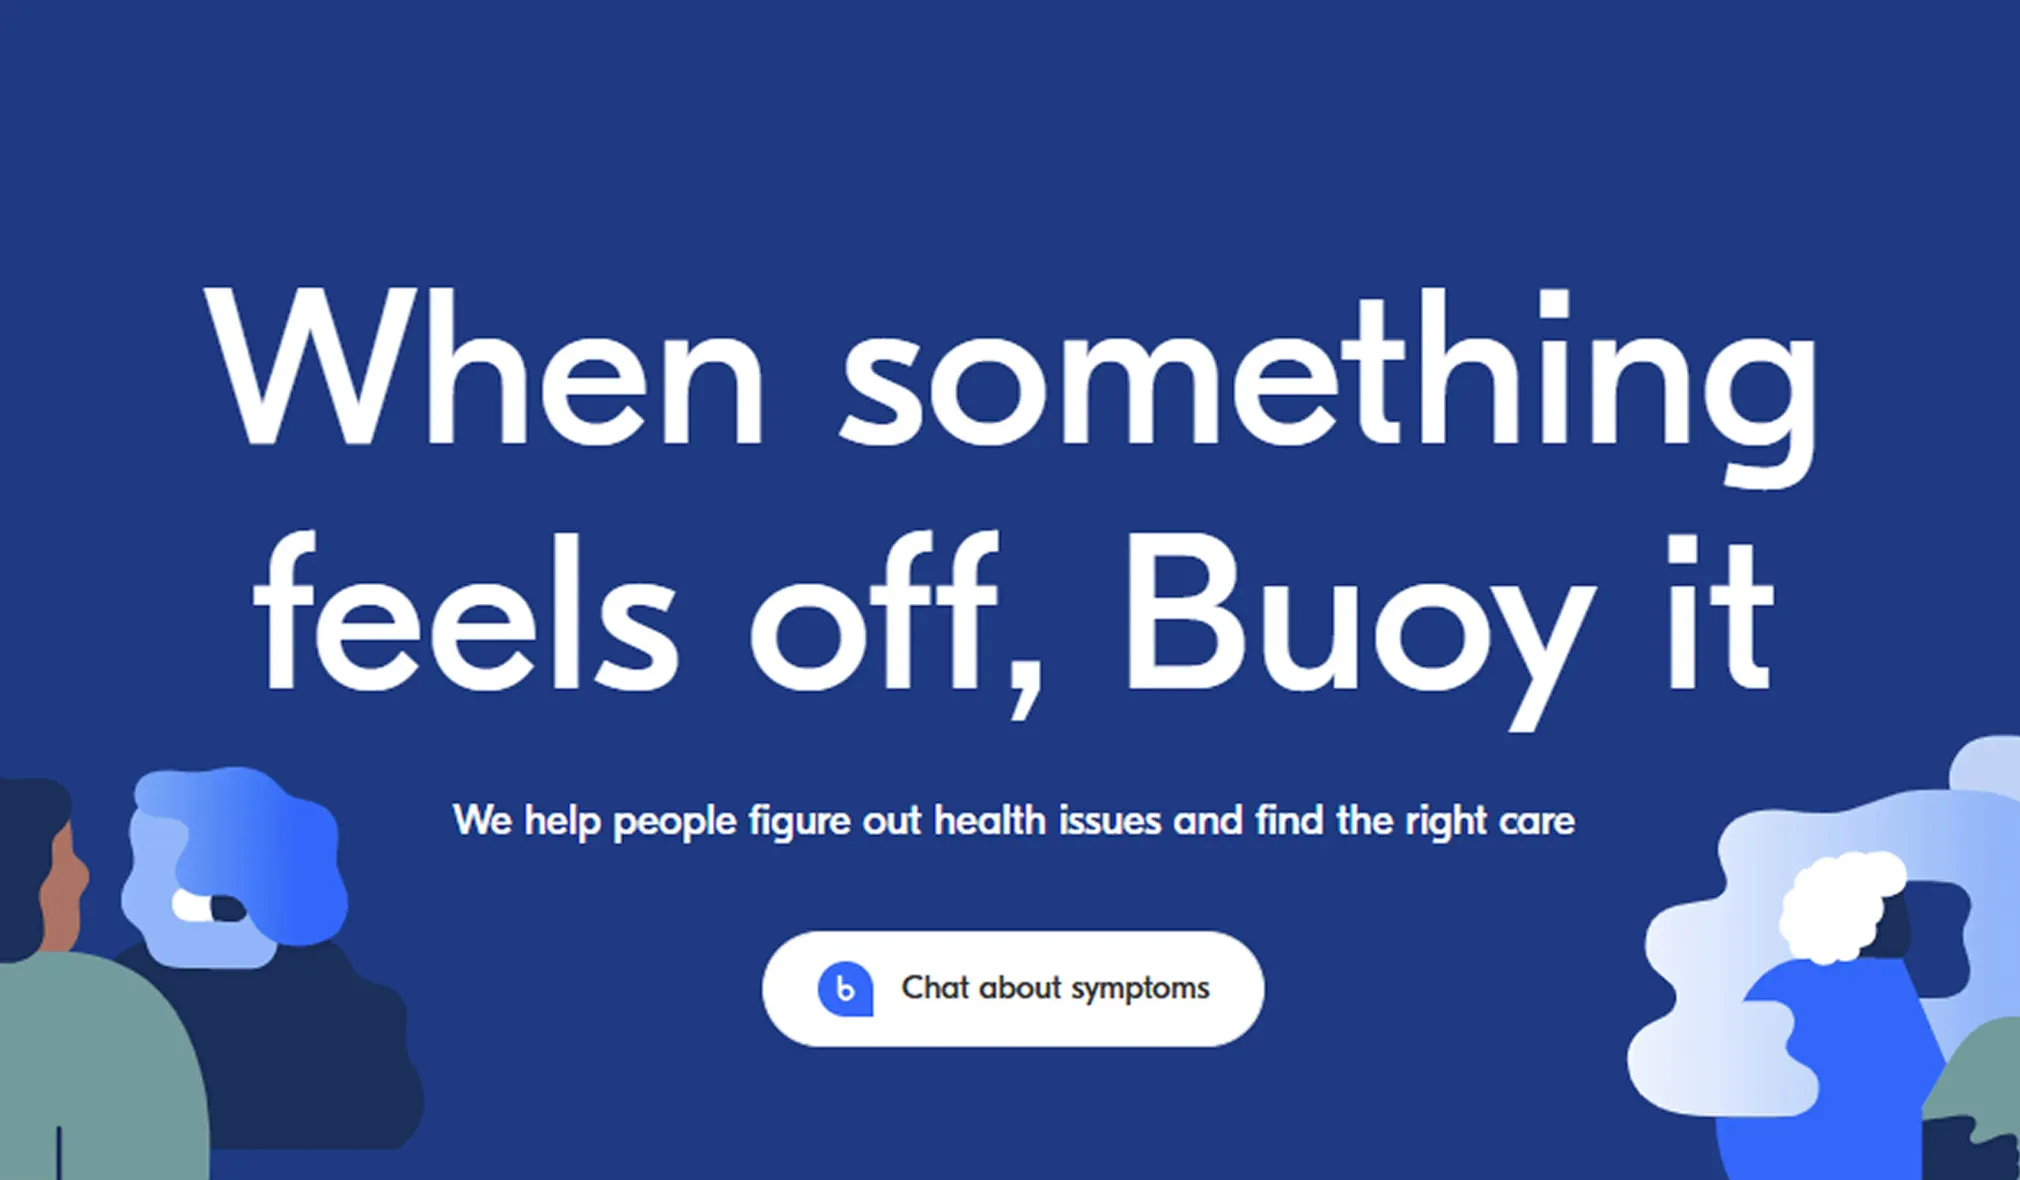 When something
feels off, Buoy it
We help people figure out health issues and find the right care
b Chat about symptoms